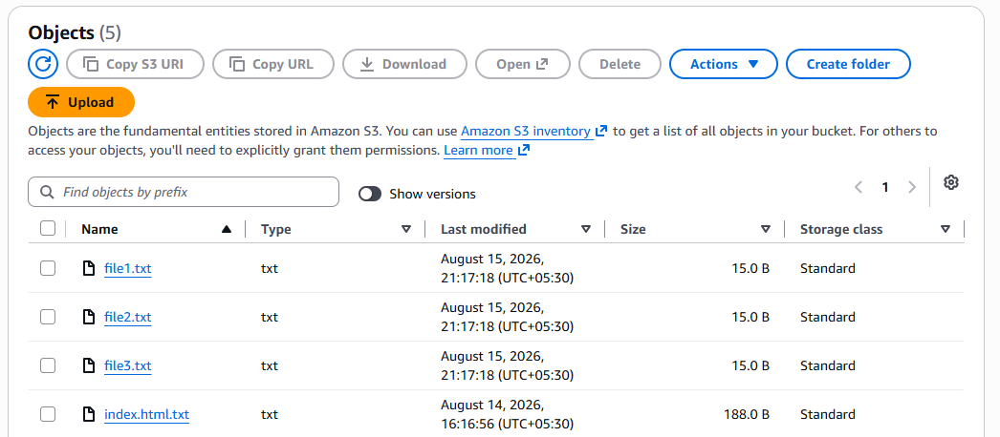 Objects (5)
Copy S3 URI Copy URL Download Open Delete Actions Create folder
Upload
Objects are the fundamental entities stored in Amazon S3. You can use Amazon S3 inventory to get a list of all objects in your bucket. For others to
access your objects, you'll need to explicitly grant them permissions. Learn more
Find objects by prefix Show versions 1
Name Type Last modified Size Storage class
file1.txt txt August 15, 2026, 21:17:18 (UTC+05:30) 15.0 B Standard
file2.txt txt August 15, 2026, 21:17:18 (UTC+05:30) 15.0 B Standard
file3.txt txt August 15, 2026, 21:17:18 (UTC+05:30) 15.0 B Standard
index.html.txt txt August 14, 2026, 16:16:56 (UTC+05:30) 188.0 B Standard